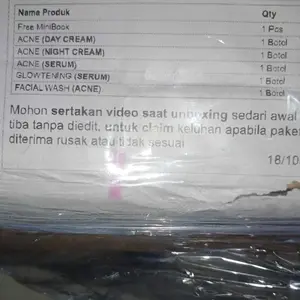 Name Produk Qty
Free MiniBook 1 Pcs
ACNE (DAY CREAM) 1 Botol
ACNE (NIGHT CREAM) 1 Botol
ACNE (SERUM) 1 Botol
GLOWTENING (SERUM) 1 Botol
FACIAL WASH (ACNE) 1 Botol
Mohon sertakan video saat unboxing sedari awal
tiba tanpa diedit, untuk claim keluhan apabila pake
diterima rusak atau tidak sesuai
18/10